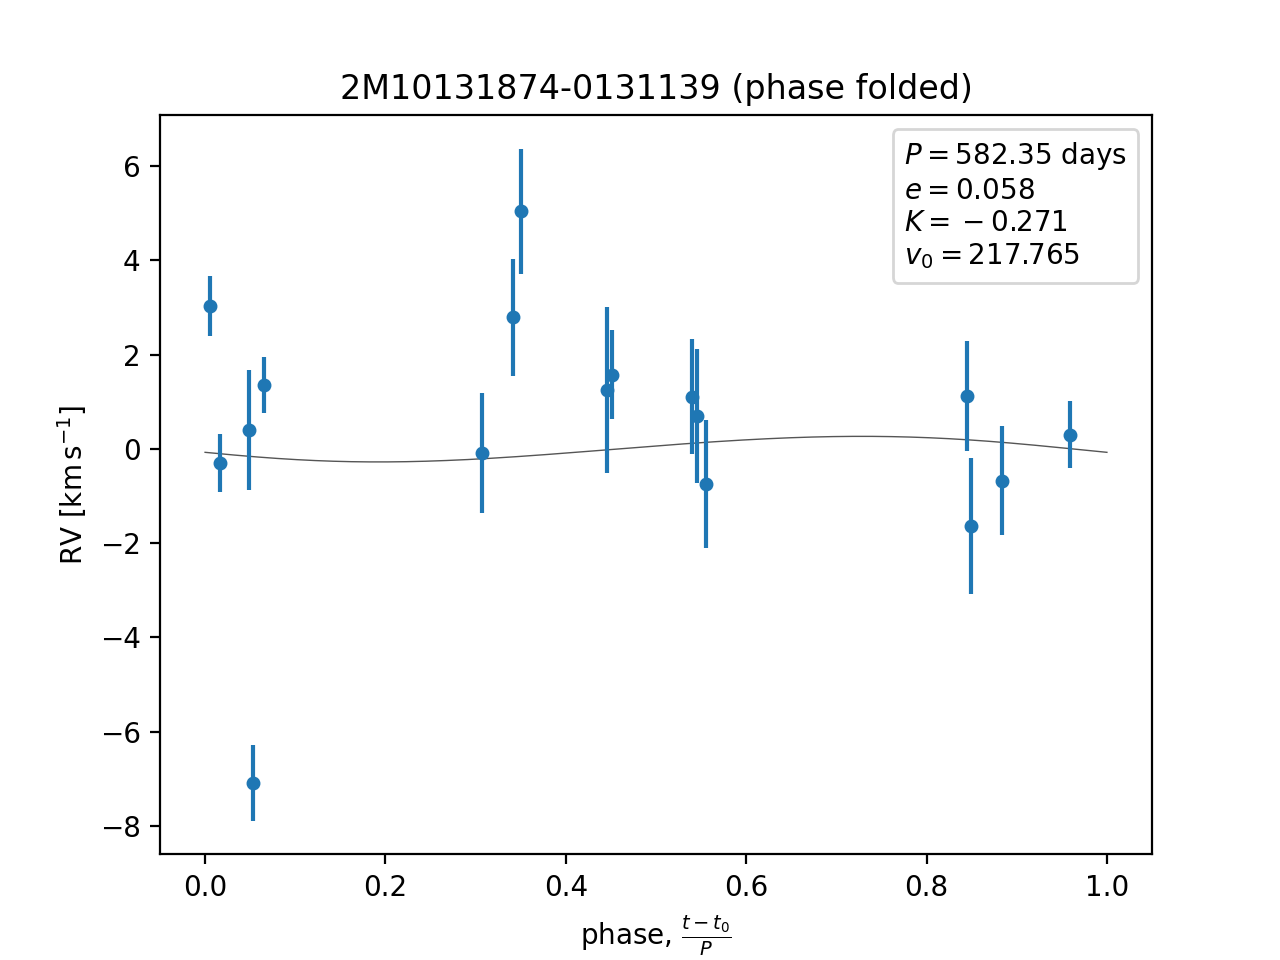 2M10131874-0131139 (phase folded)
P = 582.35 days
e = 0.058
K = −0.271
v₀ = 217.765
6
4
2
0
−2
−4
−6
−8
RV [km s⁻¹]
0.0 0.2 0.4 0.6 0.8 1.0
phase, (t − t₀)/P